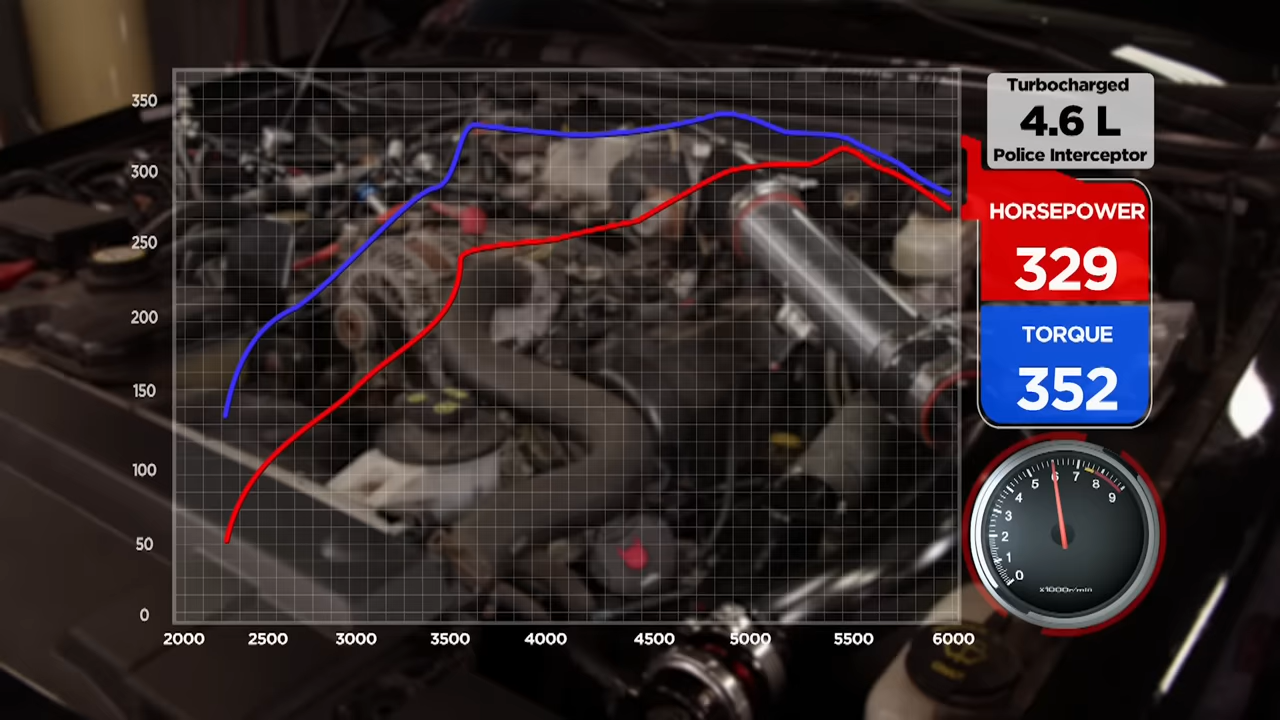 Turbocharged
4.6 L
Police Interceptor
HORSEPOWER
329
TORQUE
352
350
300
250
200
150
100
50
0
2000 2500 3000 3500 4000 4500 5000 5500 6000
0 1 2 3 4 5 6 7 8 9
x1000r/min